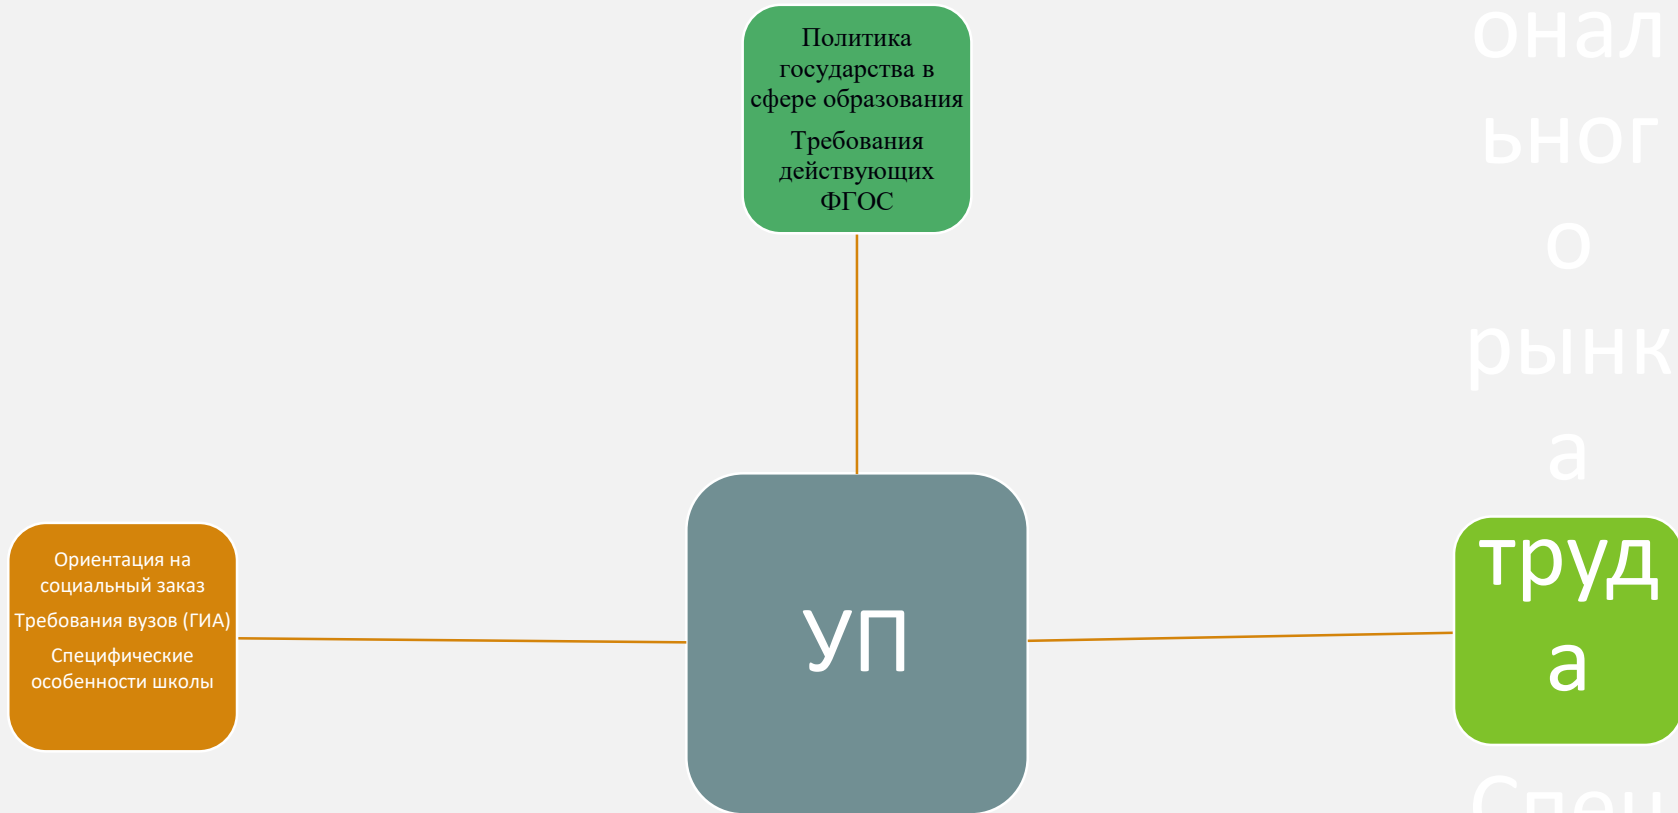 Политика
государства в
сфере образования
Требования
действующих
ФГОС
Ориентация на
социальный заказ
Требования вузов (ГИА)
Специфические
особенности школы
УП
онал
ьног
о
рынк
а
труд
а
Спец